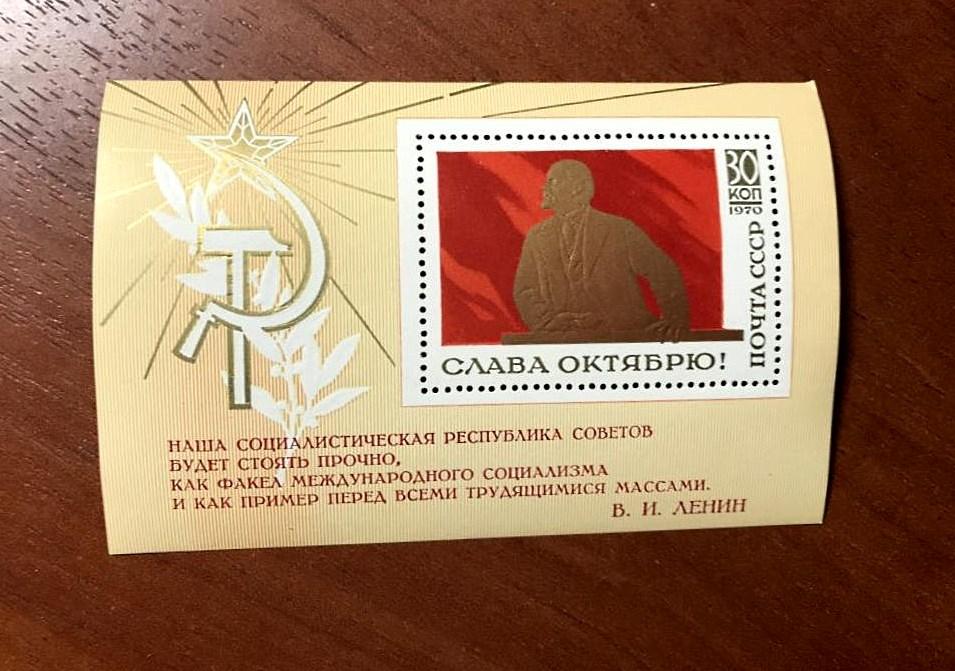 30
КОП
1970
ПОЧТА СССР
СЛАВА ОКТЯБРЮ!
НАША СОЦИАЛИСТИЧЕСКАЯ РЕСПУБЛИКА СОВЕТОВ
БУДЕТ СТОЯТЬ ПРОЧНО,
КАК ФАКЕЛ МЕЖДУНАРОДНОГО СОЦИАЛИЗМА
И КАК ПРИМЕР ПЕРЕД ВСЕМИ ТРУДЯЩИМИСЯ МАССАМИ.
В. И. ЛЕНИН